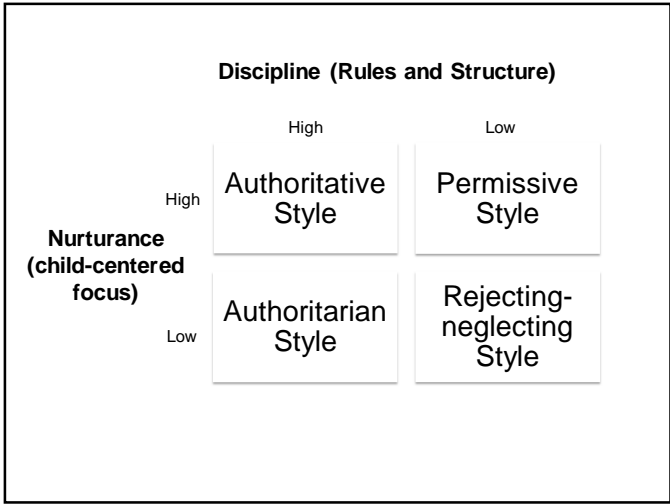 Discipline (Rules and Structure)
High
Low
High
Authoritative
Style
Permissive
Style
Nurturance
(child-centered
focus)
Low
Authoritarian
Style
Rejecting-
neglecting
Style